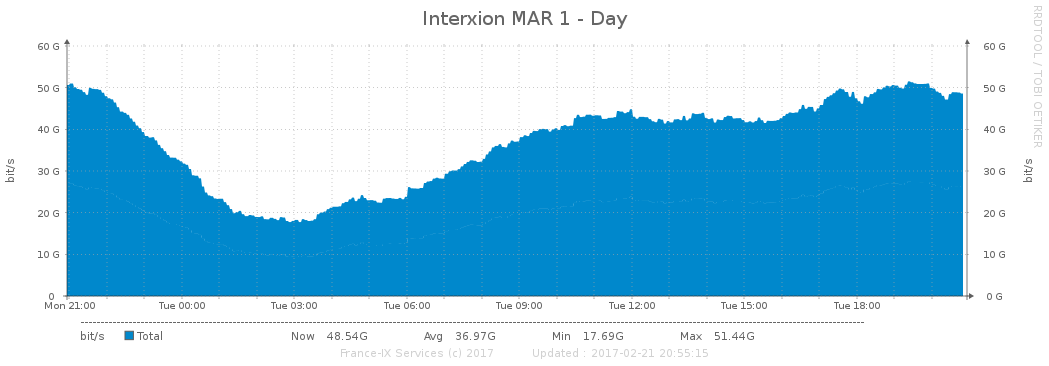 Interxion MAR 1 - Day
RRDTOOL / TOBI OETIKER
60 G 60 G
50 G 50 G
40 G 40 G
30 G 30 G
20 G 20 G
10 G 10 G
0 0 G
bit/s bit/s
Mon 21:00 Tue 00:00 Tue 03:00 Tue 06:00 Tue 09:00 Tue 12:00 Tue 15:00 Tue 18:00
bit/s Total Now 48.54G Avg 36.97G Min 17.69G Max 51.44G
France-IX Services (c) 2017 Updated : 2017-02-21 20:55:15